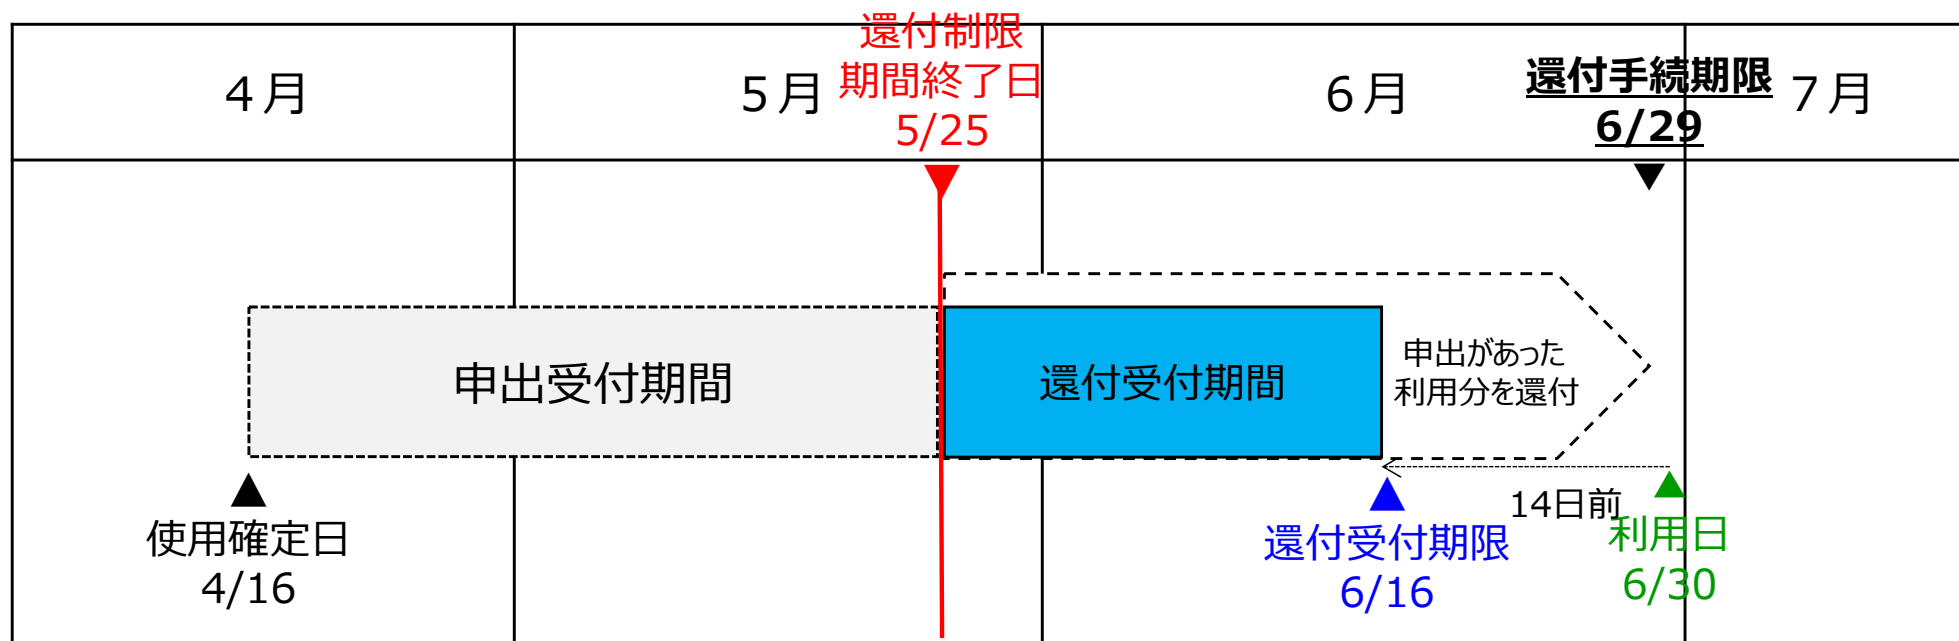 4月
5月
還付制限
期間終了日
5/25
6月
還付手続期限
6/29
7月
申出受付期間
還付受付期間
申出があった
利用分を還付
14日前
使用確定日
4/16
還付受付期限
6/16
利用日
6/30